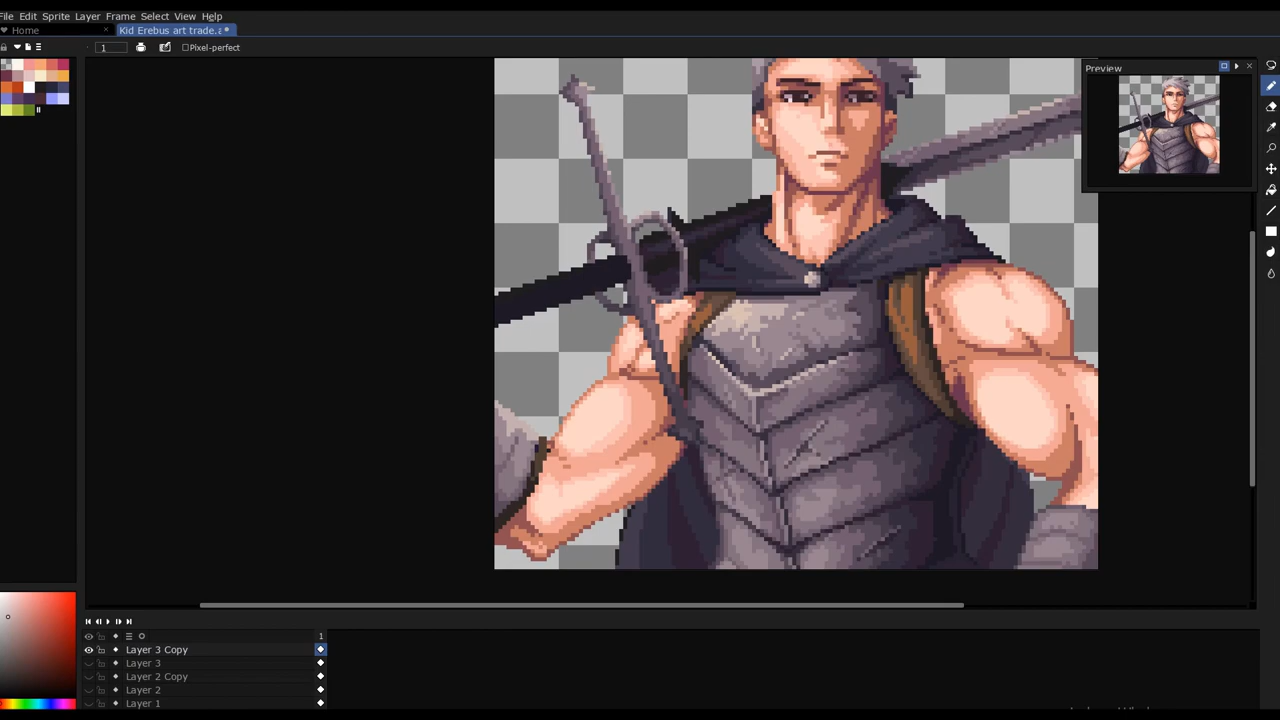 File Edit Sprite Layer Frame Select View Help
Home
Kid Erebus art trade.a
1
Pixel-perfect
Preview
1
Layer 3 Copy
Layer 3
Layer 2 Copy
Layer 2
Layer 1